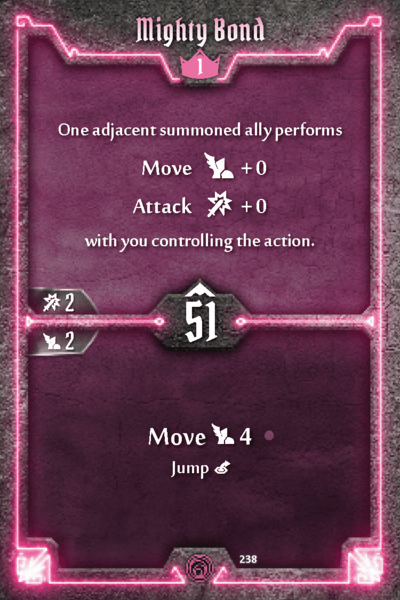 Mighty Bond
1
One adjacent summoned ally performs
Move +0
Attack +0
with you controlling the action.
2
51
2
Move 4
Jump
238